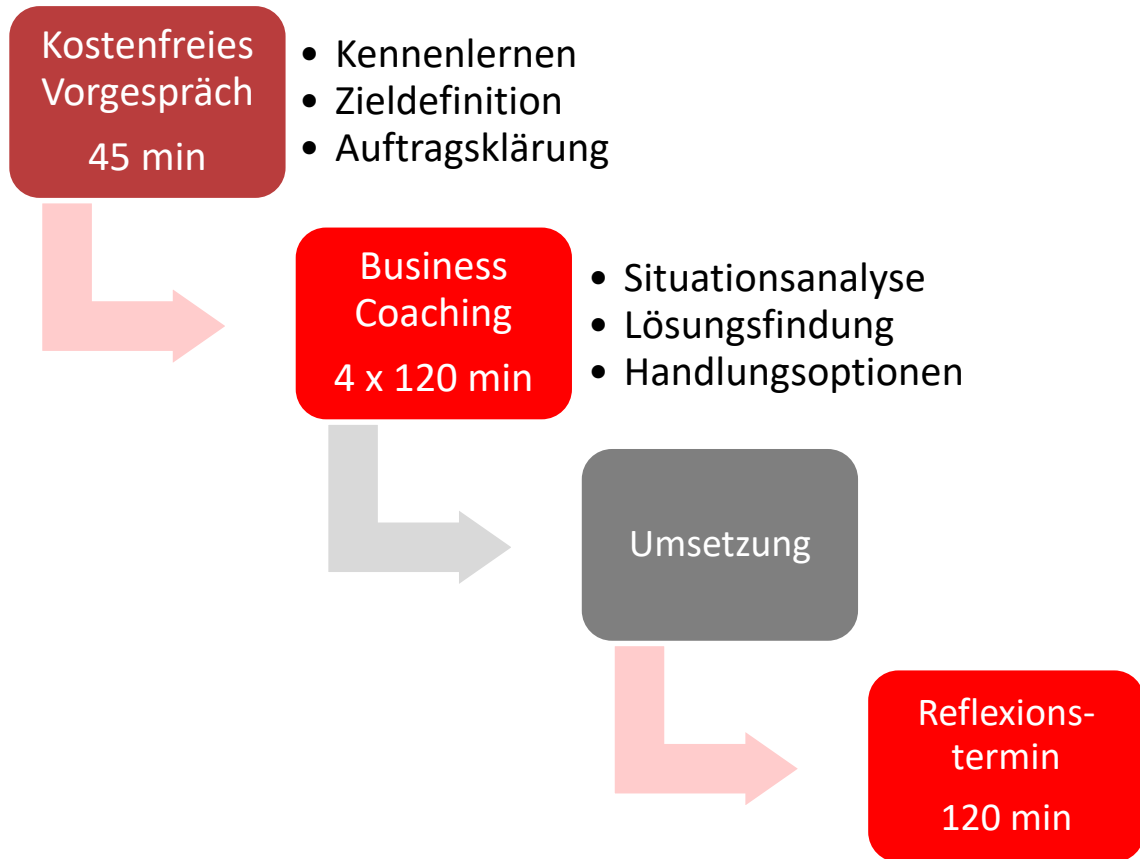 Kostenfreies
Vorgespräch
45 min
• Kennenlernen
• Zieldefinition
• Auftragsklärung
Business
Coaching
4 x 120 min
• Situationsanalyse
• Lösungsfindung
• Handlungsoptionen
Umsetzung
Reflexions-
termin
120 min